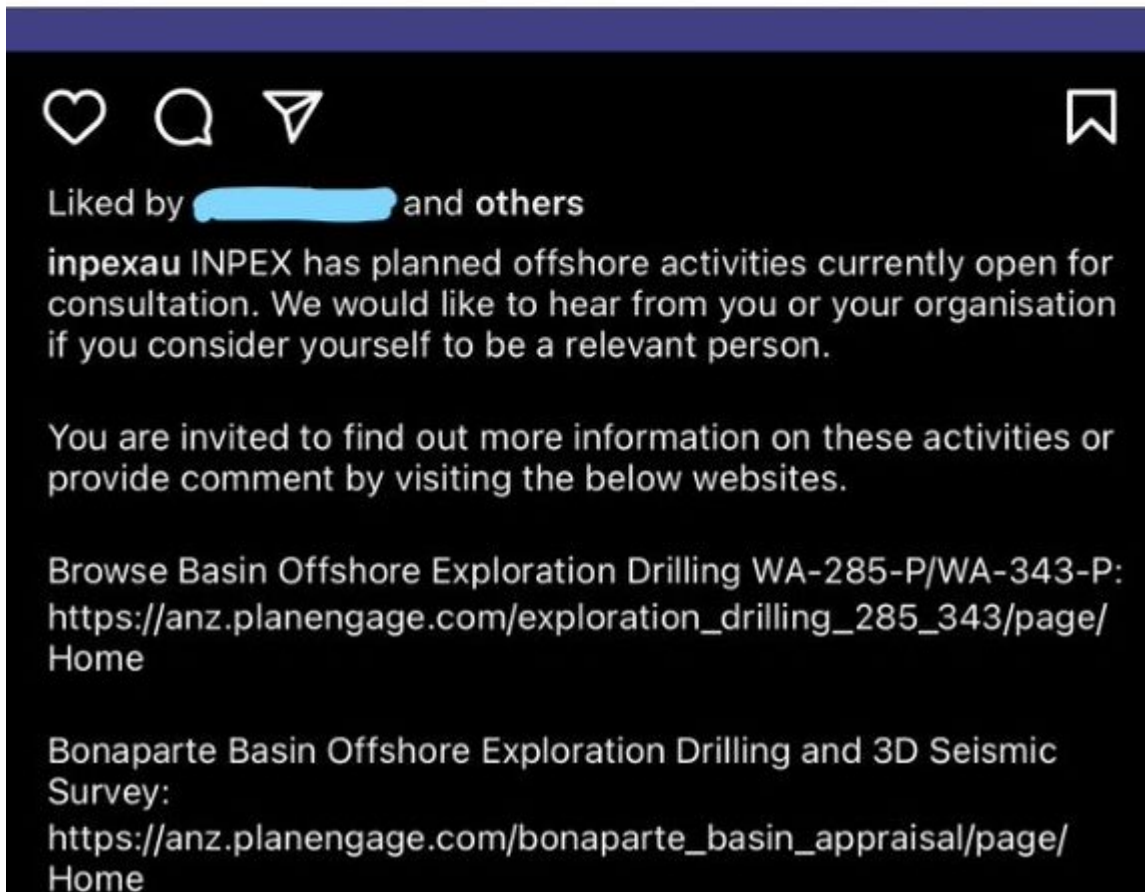 Liked by and others
inpexau INPEX has planned offshore activities currently open for
consultation. We would like to hear from you or your organisation
if you consider yourself to be a relevant person.
You are invited to find out more information on these activities or
provide comment by visiting the below websites.
Browse Basin Offshore Exploration Drilling WA-285-P/WA-343-P:
https://anz.planengage.com/exploration_drilling_285_343/page/
Home
Bonaparte Basin Offshore Exploration Drilling and 3D Seismic
Survey:
https://anz.planengage.com/bonaparte_basin_appraisal/page/
Home